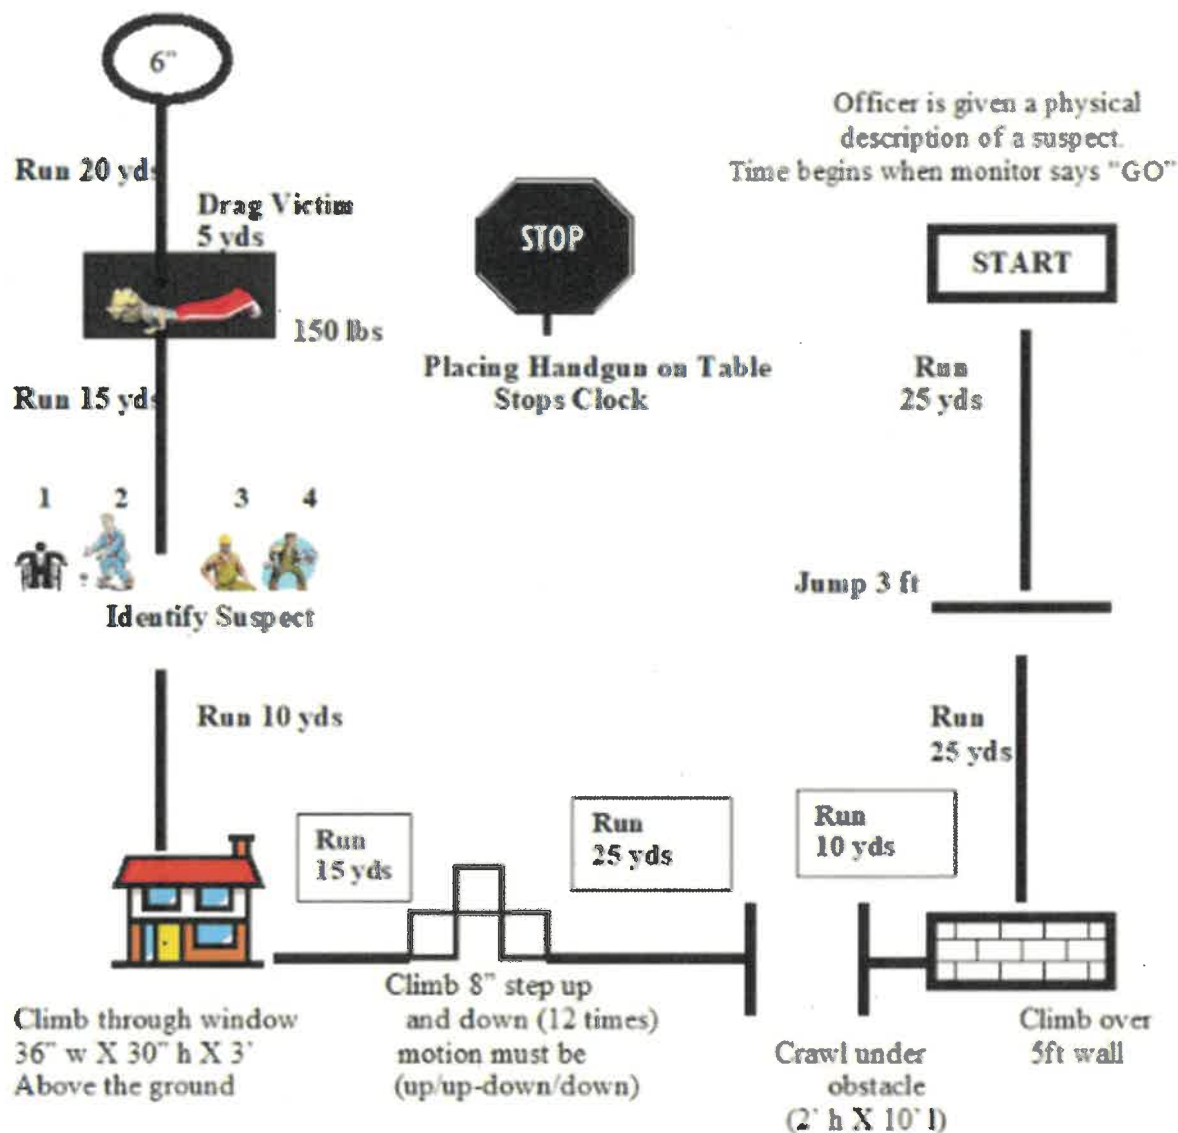 6"
Officer is given a physical
description of a suspect.
Time begins when monitor says "GO"
Run 20 yds
Drag Victim
5 yds
STOP
START
150 lbs
Placing Handgun on Table
Stops Clock
Run
25 yds
Run 15 yds
1 2 3 4
Jump 3 ft
Identify Suspect
Run 10 yds
Run
25 yds
Run
15 yds
Run
25 yds
Run
10 yds
Climb through window
36" w X 30" h X 3'
Above the ground
Climb 8" step up
and down (12 times)
motion must be
(up/up-down/down)
Crawl under
obstacle
(2' h X 10' l)
Climb over
5ft wall